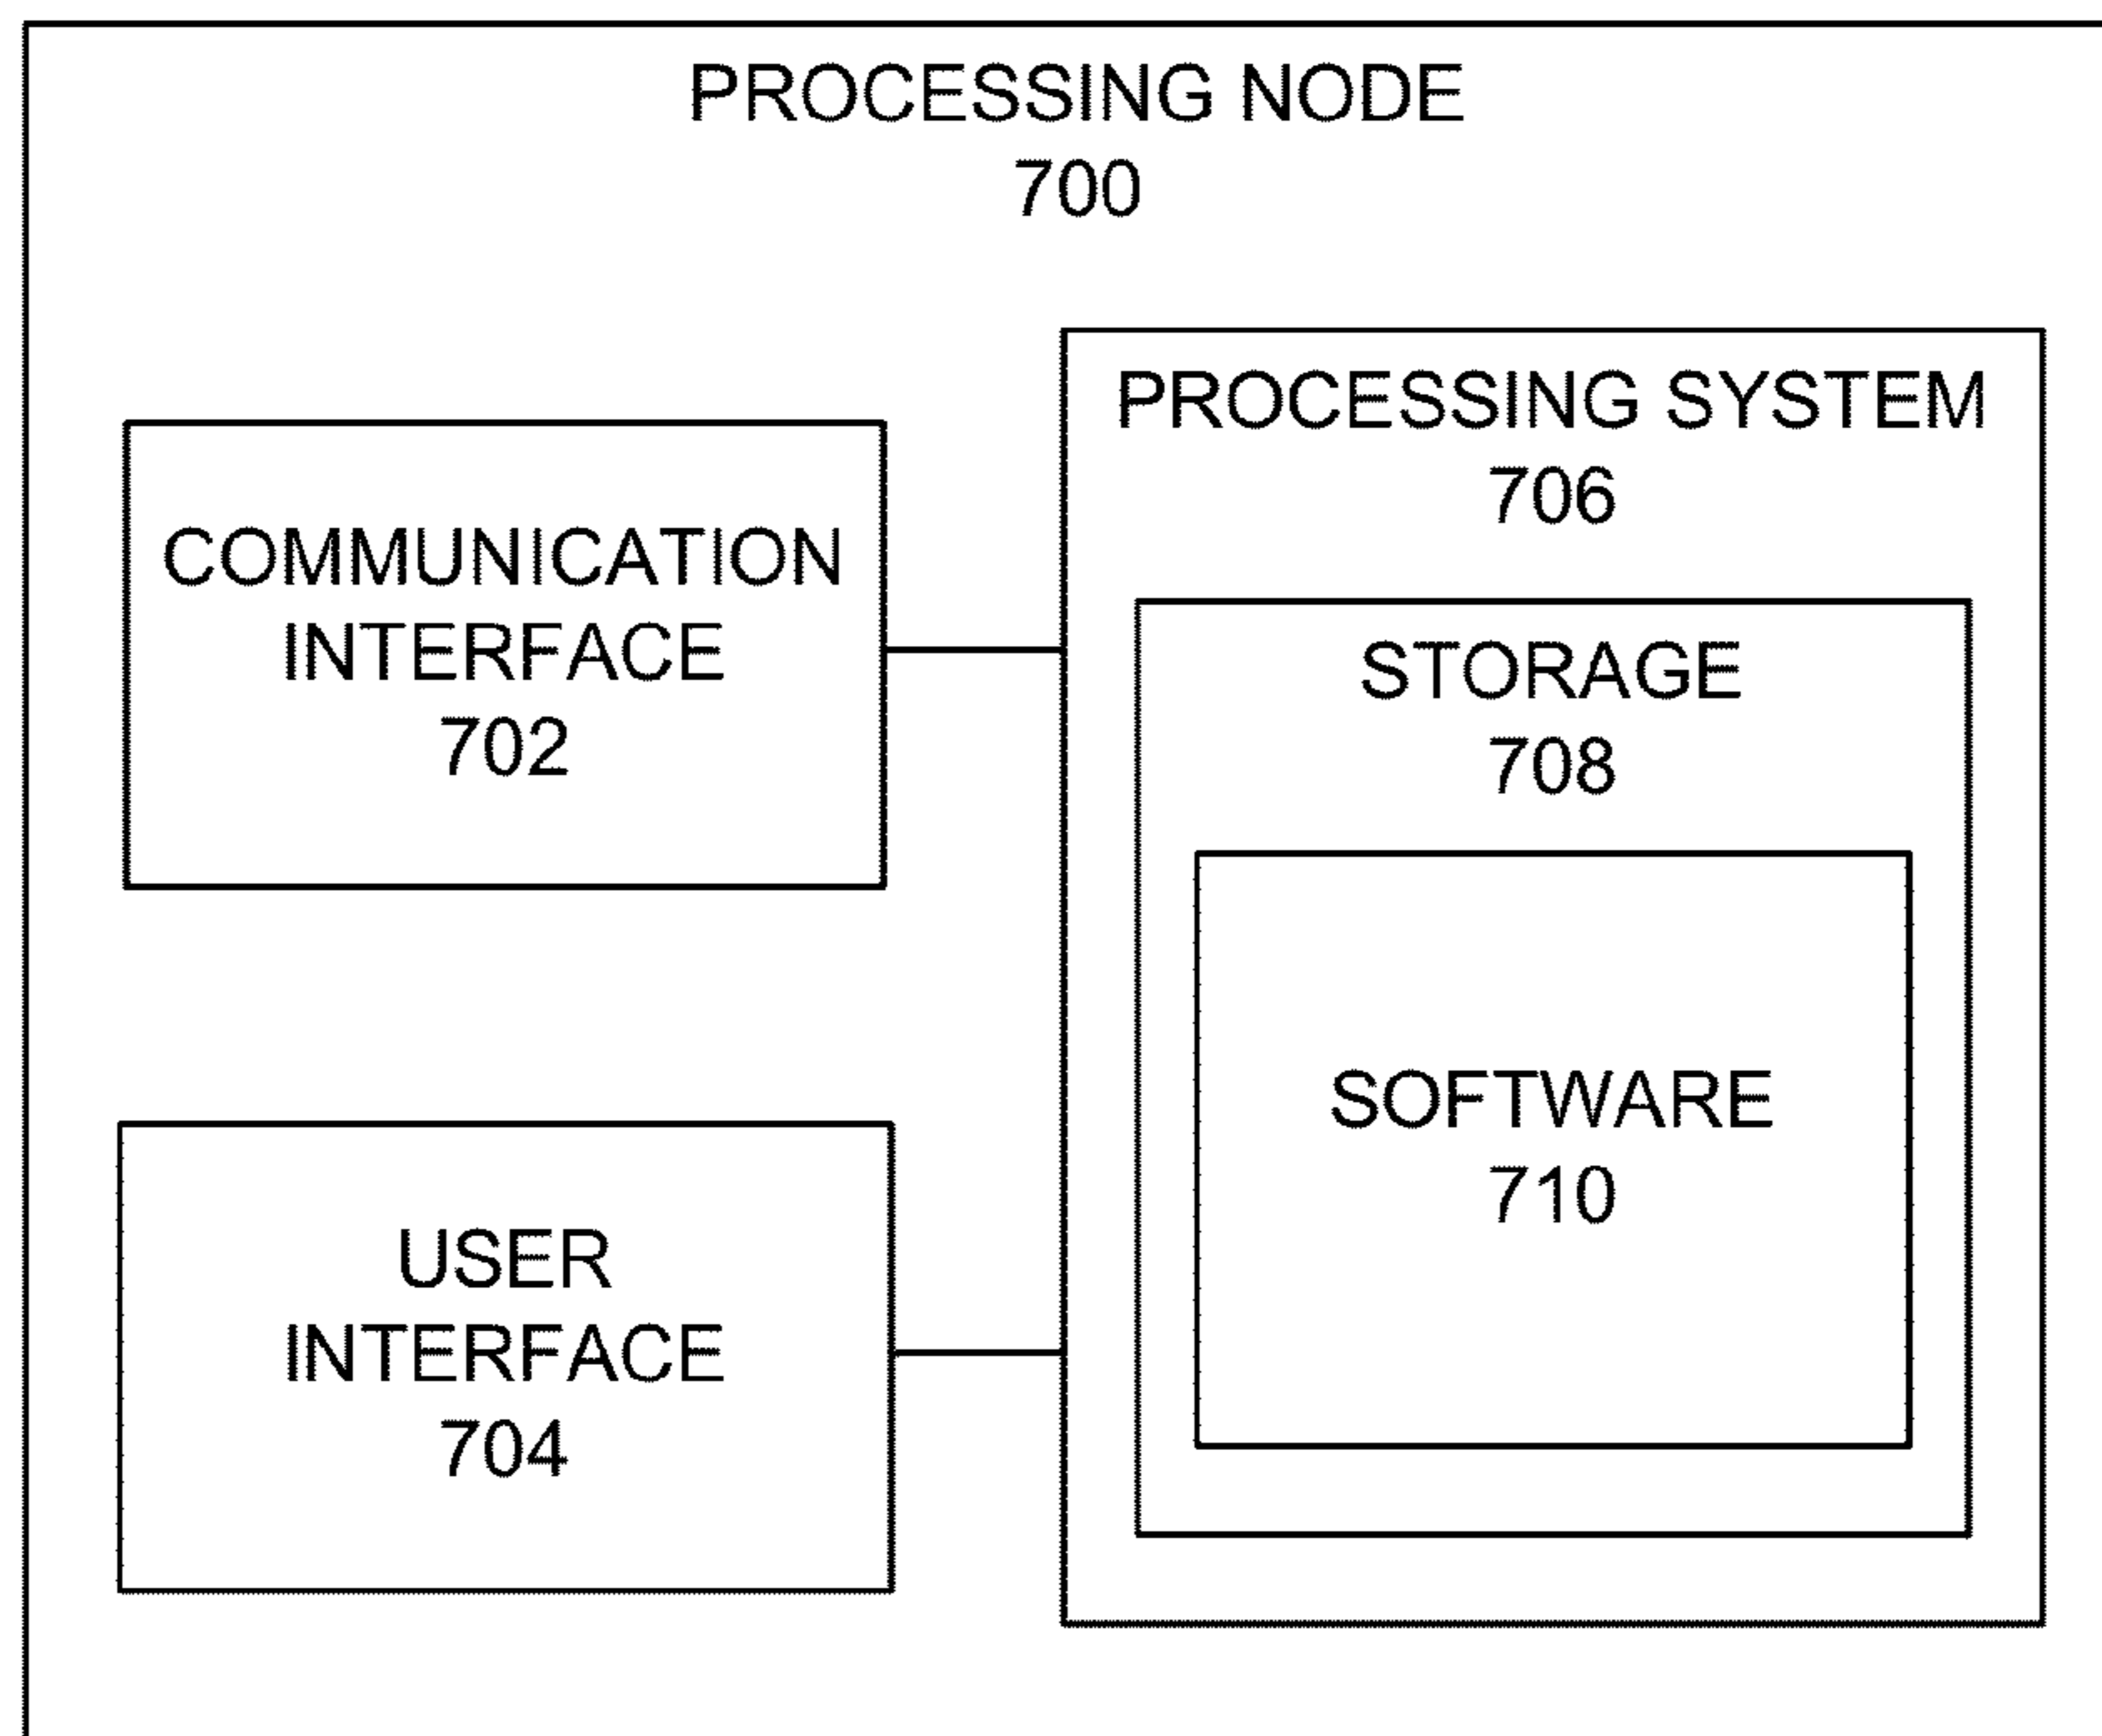 PROCESSING NODE
700
PROCESSING SYSTEM
706
COMMUNICATION
INTERFACE
702
STORAGE
708
SOFTWARE
710
USER
INTERFACE
704